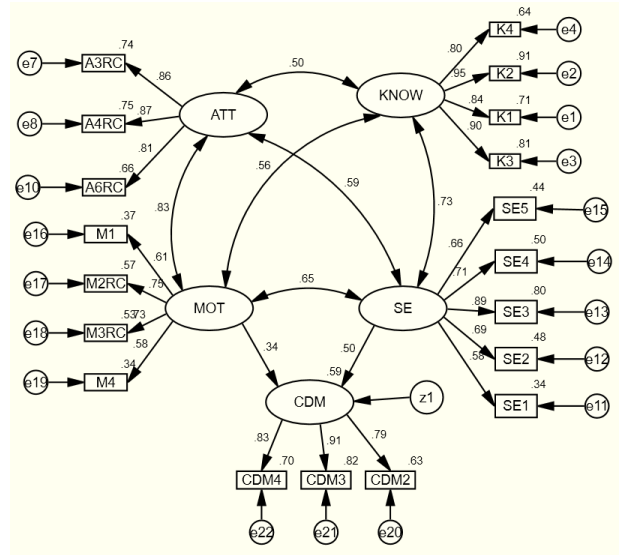 .64
K4
e4
.74
.80
.50
.91
e7
A3RC
.95
K2
e2
.86
KNOW
.75
.87
ATT
.84
.71
e8
A4RC
K1
e1
.90
.81
.81
.56
.66
K3
e3
e10
A6RC
.59
.44
.83
.73
.37
SE5
e15
e16
M1
.66
.50
.61
.57
.71
SE4
e14
.65
e17
M2RC
.75
.80
MOT
SE
.89
SE3
e13
.53
.73
e18
M3RC
.69
.48
.58
.34
.50
.58
SE2
e12
.34
.59
.34
e19
M4
CDM
z1
SE1
e11
.83
.91
.79
.70
.82
.63
CDM4
CDM3
CDM2
e22
e21
e20